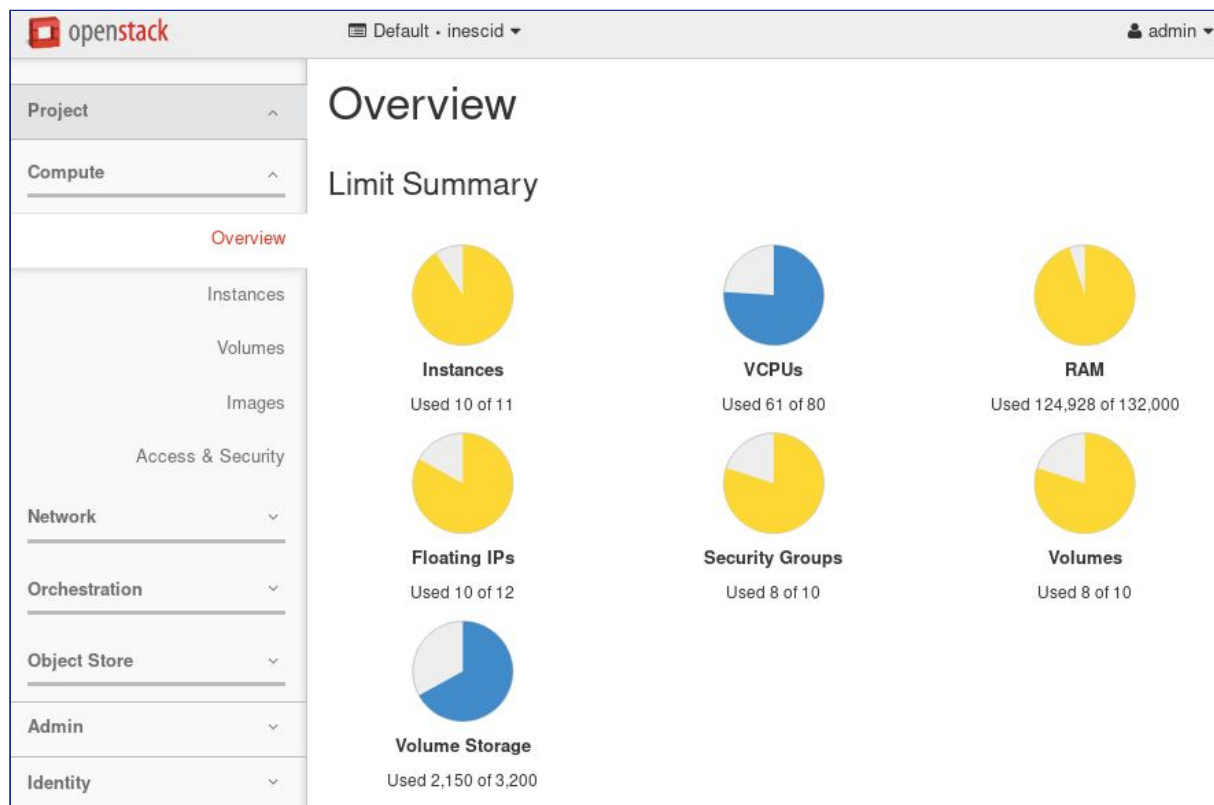 openstack
Default · inescid
admin
Project
Compute
Overview
Instances
Volumes
Images
Access & Security
Network
Orchestration
Object Store
Admin
Identity
Overview
Limit Summary
Instances
Used 10 of 11
VCPUs
Used 61 of 80
RAM
Used 124,928 of 132,000
Floating IPs
Used 10 of 12
Security Groups
Used 8 of 10
Volumes
Used 8 of 10
Volume Storage
Used 2,150 of 3,200